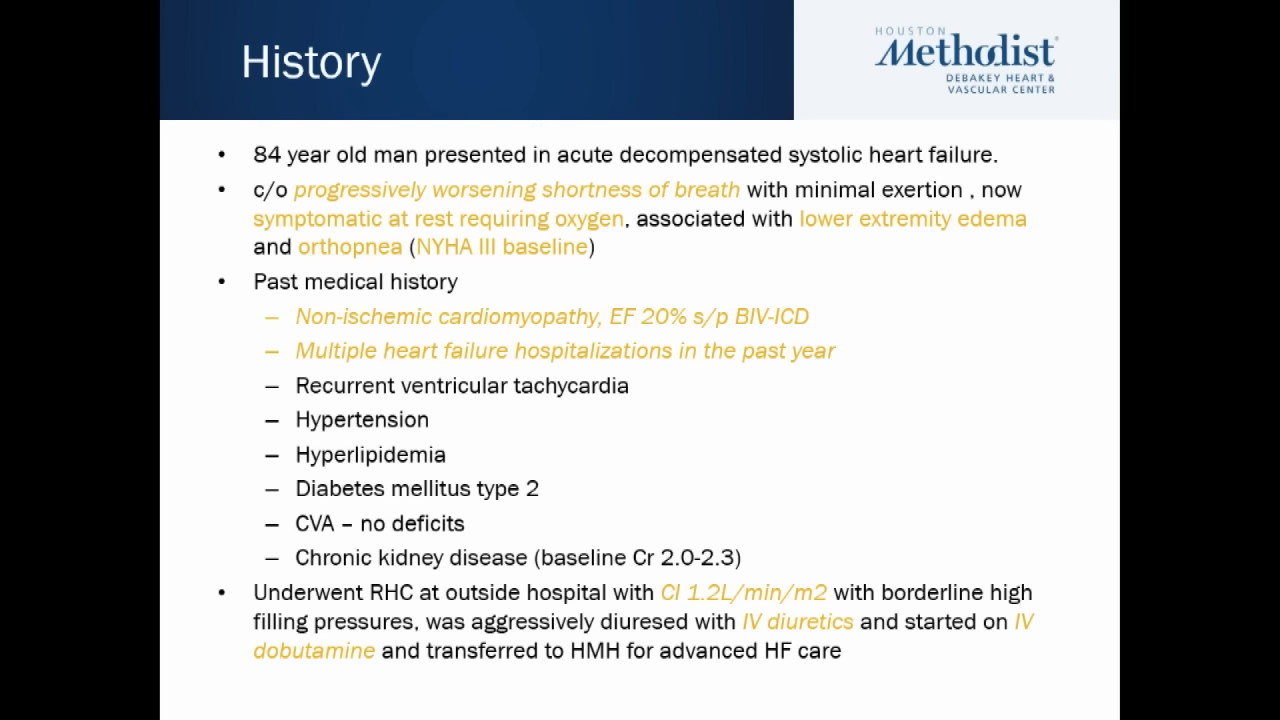 History
HOUSTON
Methodist
DEBAKEY HEART &
VASCULAR CENTER
• 84 year old man presented in acute decompensated systolic heart failure.
• c/o progressively worsening shortness of breath with minimal exertion , now
symptomatic at rest requiring oxygen, associated with lower extremity edema
and orthopnea (NYHA III baseline)
• Past medical history
– Non-ischemic cardiomyopathy, EF 20% s/p BIV-ICD
– Multiple heart failure hospitalizations in the past year
– Recurrent ventricular tachycardia
– Hypertension
– Hyperlipidemia
– Diabetes mellitus type 2
– CVA – no deficits
– Chronic kidney disease (baseline Cr 2.0-2.3)
• Underwent RHC at outside hospital with CI 1.2L/min/m2 with borderline high
filling pressures, was aggressively diuresed with IV diuretics and started on IV
dobutamine and transferred to HMH for advanced HF care